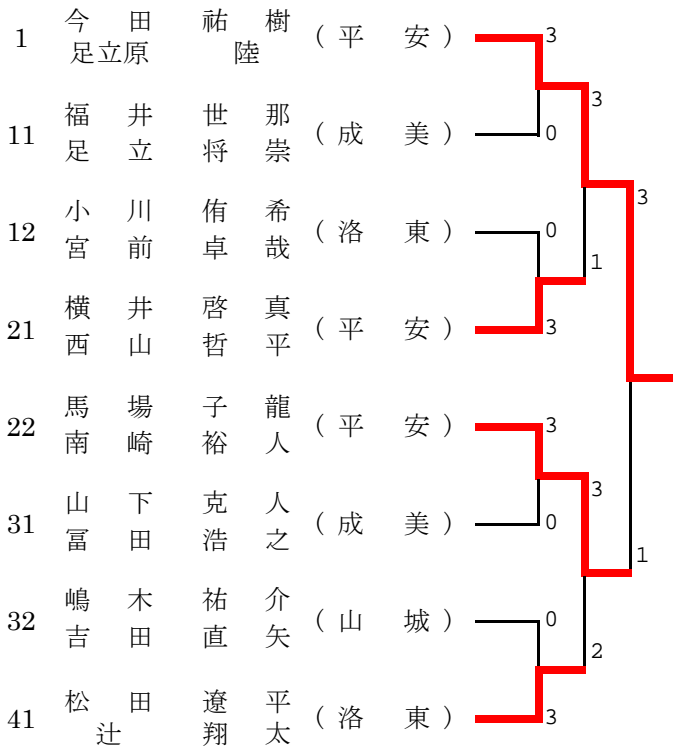 今田 祐樹
1 (平安) 3
足立原 陸
3
福井 世那
11 (成美) 0
足立 将崇
3
小川 侑希
12 (洛東) 0
宮前 卓哉
1
横井 啓真
21 (平安) 3
西山 哲平
馬場 子龍
22 (平安) 3
南崎 裕人
3
山下 克人
31 (成美) 0
冨田 浩之
1
嶋木 祐介
32 (山城) 0
吉田 直矢
2
松田 遼平
41 (洛東) 3
辻 翔太